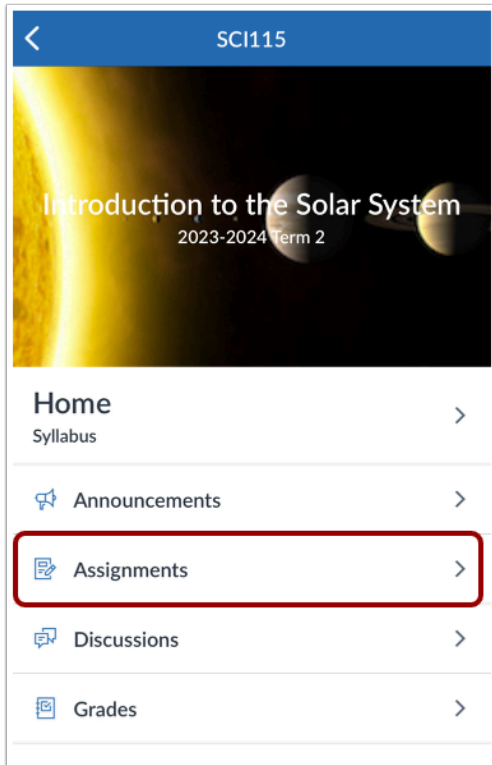 SCI115
Introduction to the Solar System
2023-2024 Term 2
Home
Syllabus
Announcements
Assignments
Discussions
Grades